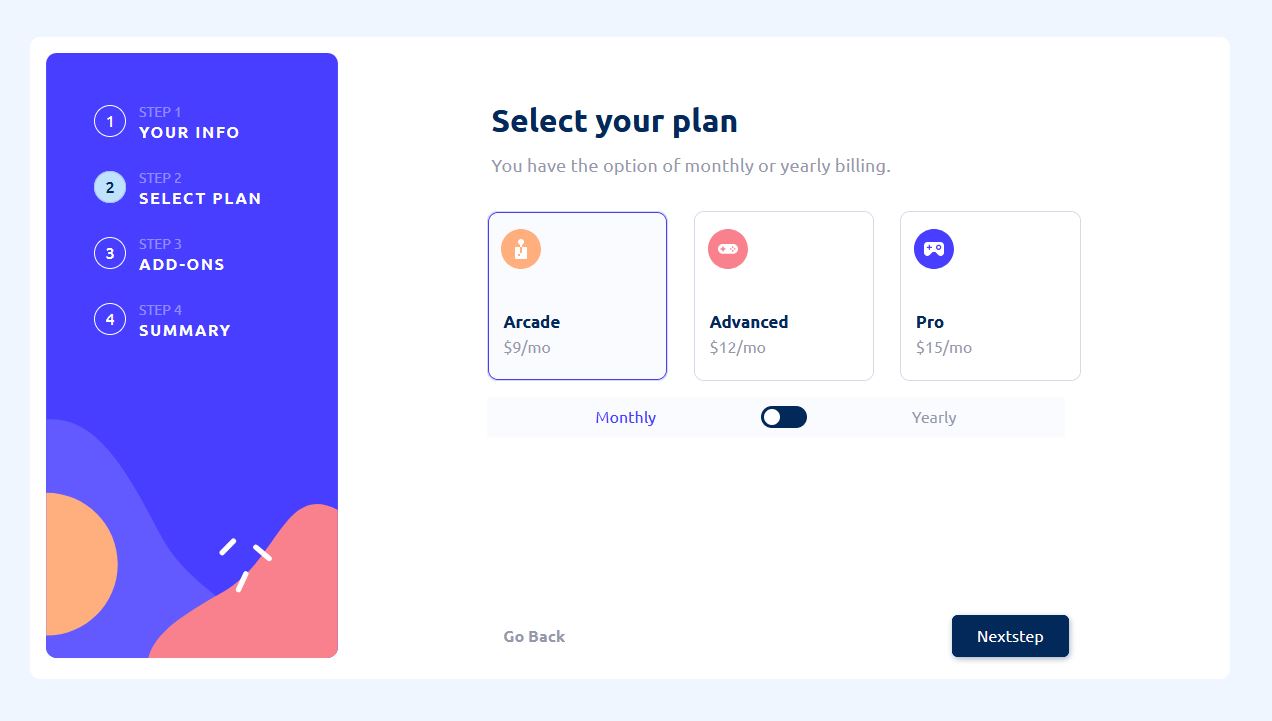 1
STEP 1
YOUR INFO
2
STEP 2
SELECT PLAN
3
STEP 3
ADD-ONS
4
STEP 4
SUMMARY
Select your plan
You have the option of monthly or yearly billing.
Arcade
$9/mo
Advanced
$12/mo
Pro
$15/mo
Monthly
Yearly
Go Back
Nextstep